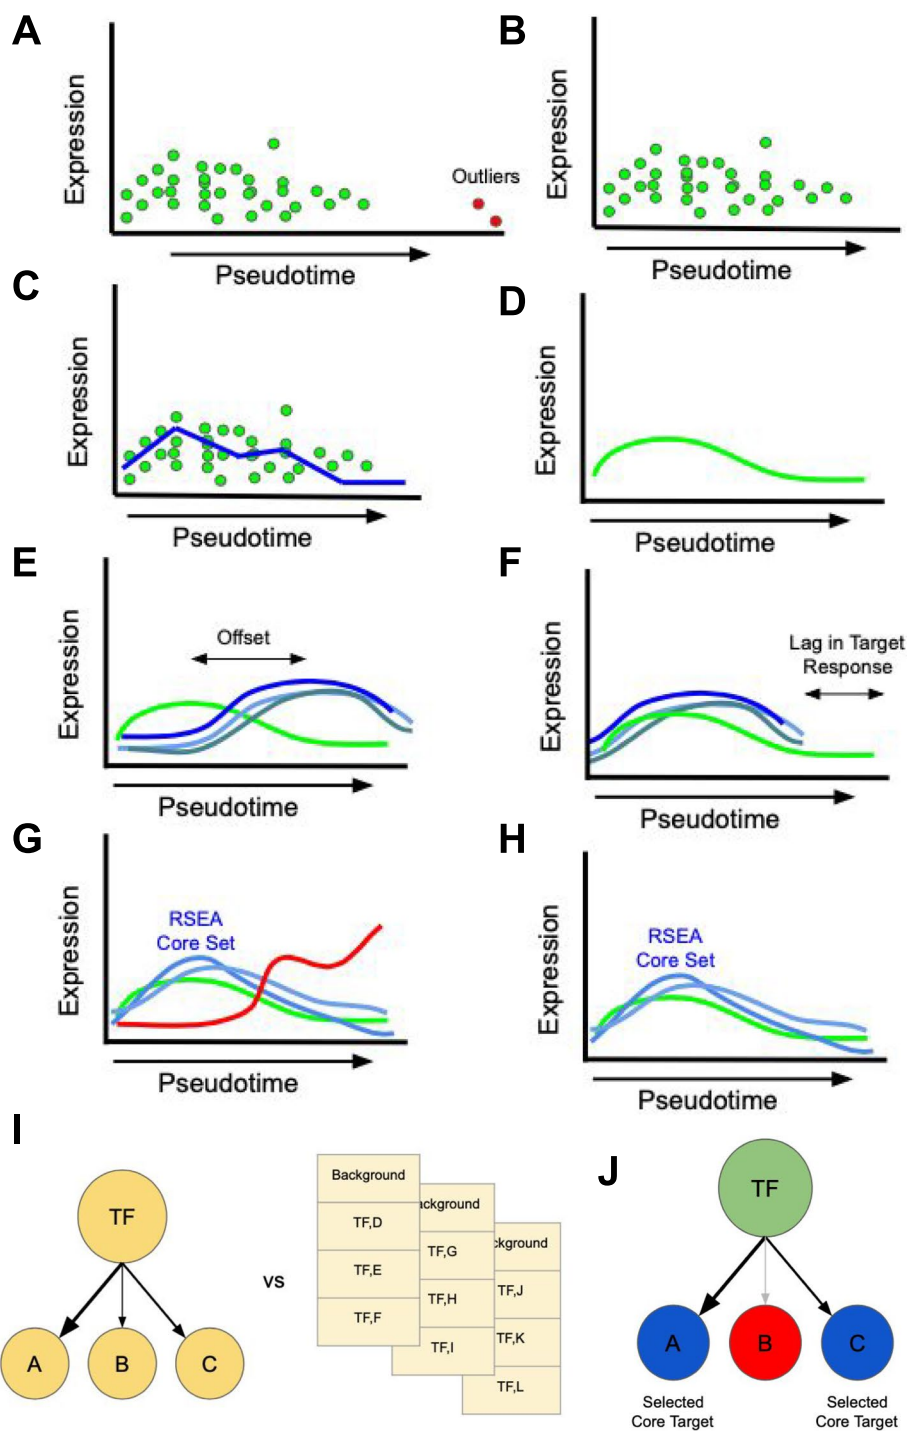 A
Expression
Outliers
Pseudotime
B
Expression
Pseudotime
C
Expression
Pseudotime
D
Expression
Pseudotime
E
Expression
Offset
Pseudotime
F
Expression
Lag in Target
Response
Pseudotime
G
Expression
RSEA
Core Set
Pseudotime
H
Expression
RSEA
Core Set
Pseudotime
I
TF
A
B
C
vs
Background
TF,D
TF,E
TF,F
ackground
TF,G
TF,H
TF,I
ckground
TF,J
TF,K
TF,L
J
TF
A
B
C
Selected
Core Target
Selected
Core Target